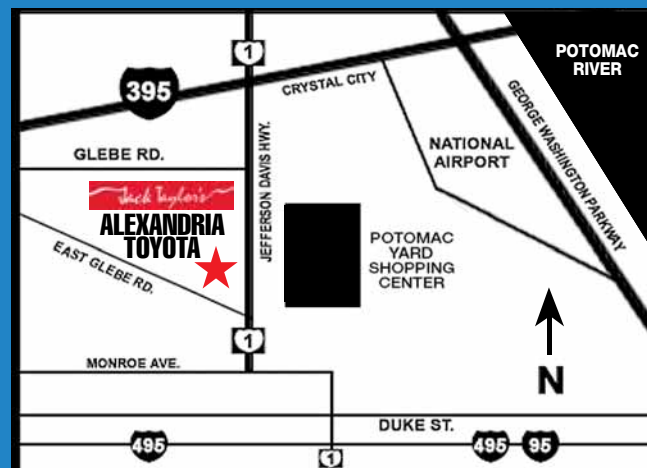 1
POTOMAC
RIVER
395
CRYSTAL CITY
GEORGE WASHINGTON PARKWAY
GLEBE RD.
JEFFERSON DAVIS HWY.
NATIONAL
AIRPORT
Jack Taylor's
ALEXANDRIA
TOYOTA
EAST GLEBE RD.
POTOMAC
YARD
SHOPPING
CENTER
1
MONROE AVE.
N
DUKE ST.
495
1
495
95